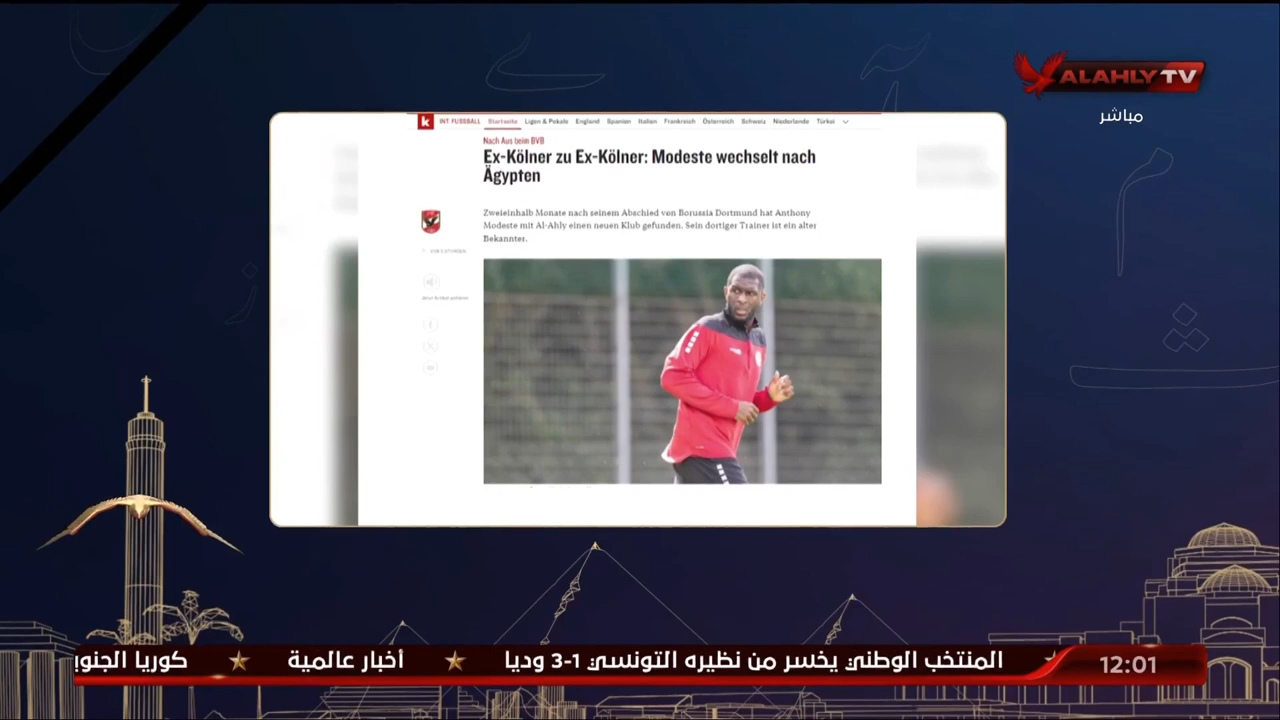 ALAHLY TV
مباشر
k INT. FUSSBALL Startseite Ligen & Pokale England Spanien Italien Frankreich Österreich Schweiz Niederlande Türkei
Nach Aus beim BVB
Ex-Kölner zu Ex-Kölner: Modeste wechselt nach
Ägypten
Zweieinhalb Monate nach seinem Abschied von Borussia Dortmund hat Anthony
Modeste mit Al-Ahly einen neuen Klub gefunden. Sein dortiger Trainer ist ein alter
Bekannter.
المنتخب الوطني يخسر من نظيره التونسي 1-3 وديا
أخبار عالمية
كوريا الجنوبي
12:01